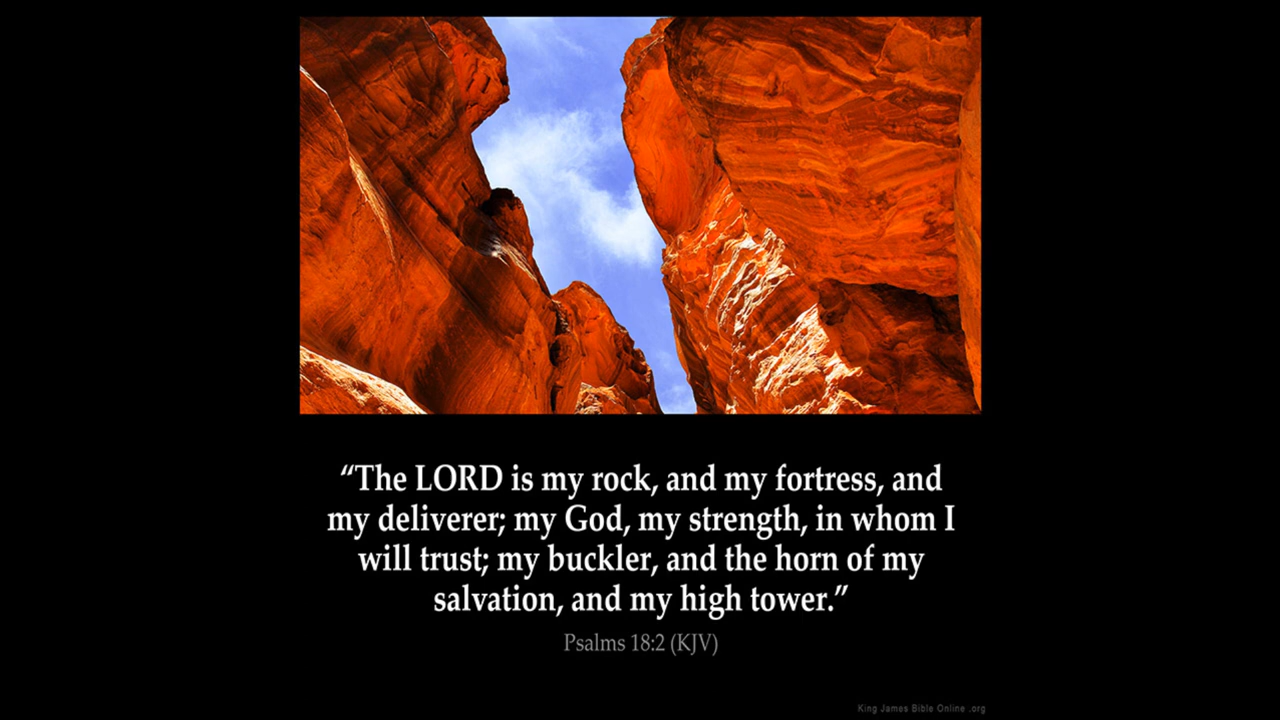 “The LORD is my rock, and my fortress, and
my deliverer; my God, my strength, in whom I
will trust; my buckler, and the horn of my
salvation, and my high tower.”
Psalms 18:2 (KJV)
King James Bible Online .org